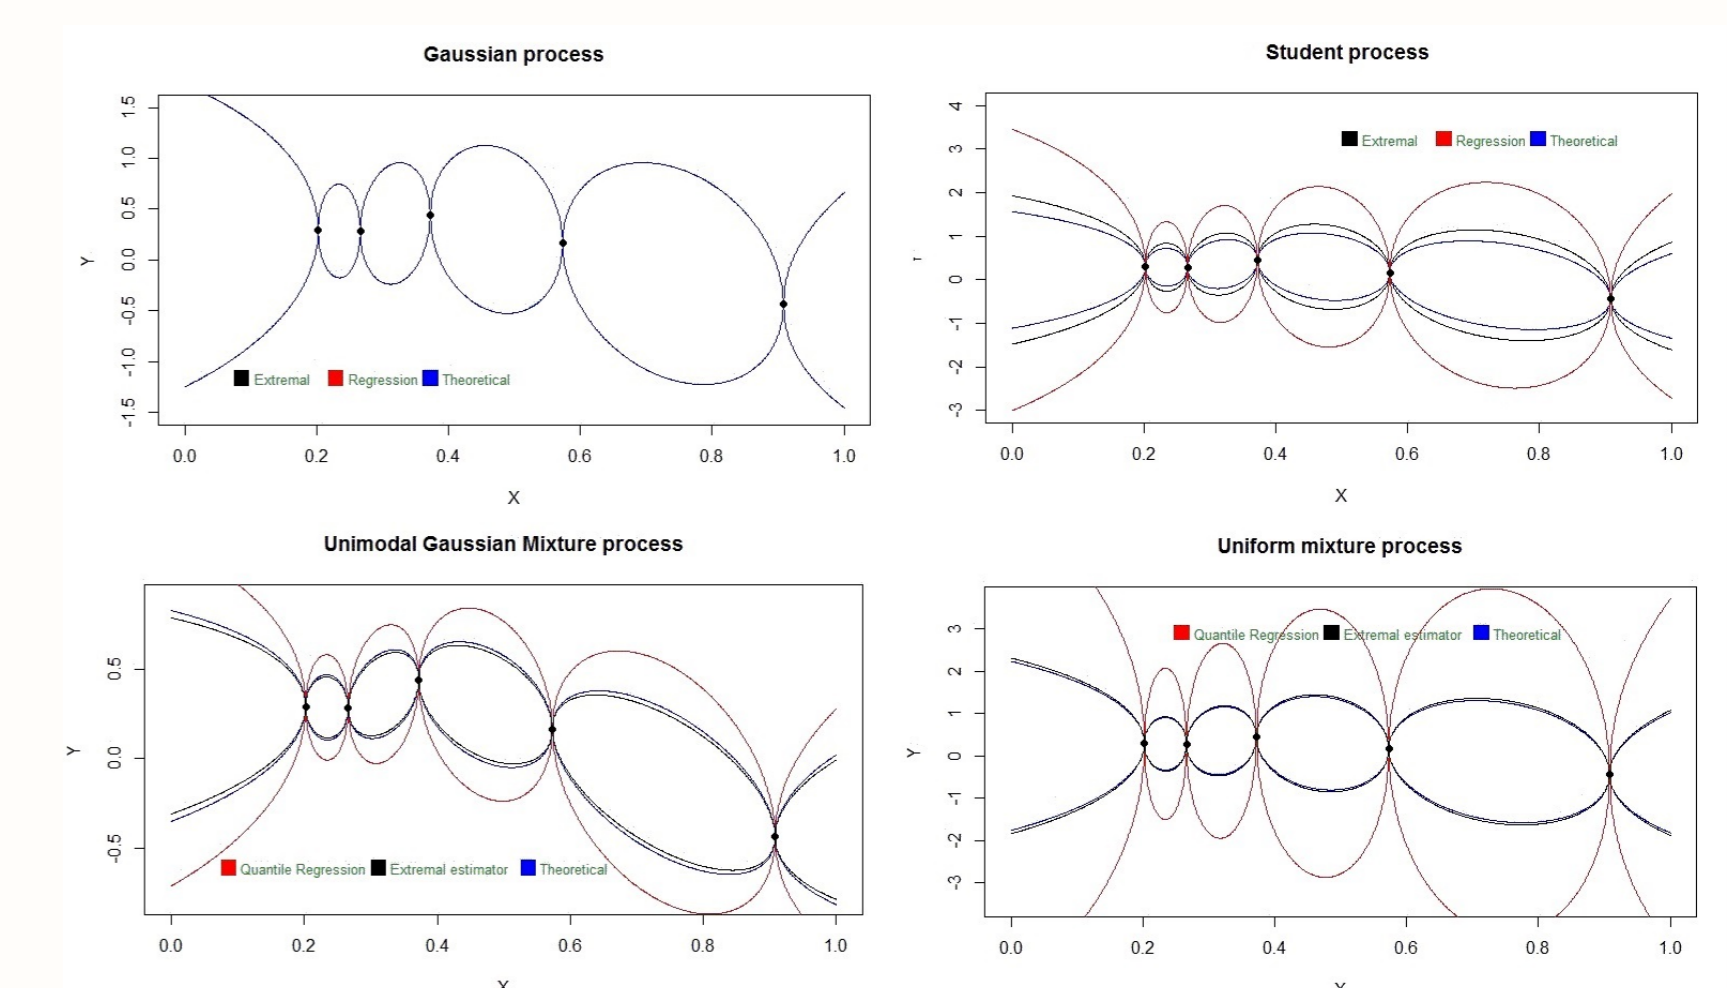 Gaussian process
1.5
1.0
0.5
0.0
-0.5
-1.0
-1.5
Y
Extremal Regression Theoretical
0.0 0.2 0.4 0.6 0.8 1.0
X
Student process
4
3
2
1
0
-1
-2
-3
Extremal Regression Theoretical
0.0 0.2 0.4 0.6 0.8 1.0
X
Unimodal Gaussian Mixture process
0.5
0.0
-0.5
Y
Quantile Regression Extremal estimator Theoretical
0.0 0.2 0.4 0.6 0.8 1.0
X
Uniform mixture process
3
2
1
0
-1
-2
-3
Y
Quantile Regression Extremal estimator Theoretical
0.0 0.2 0.4 0.6 0.8 1.0